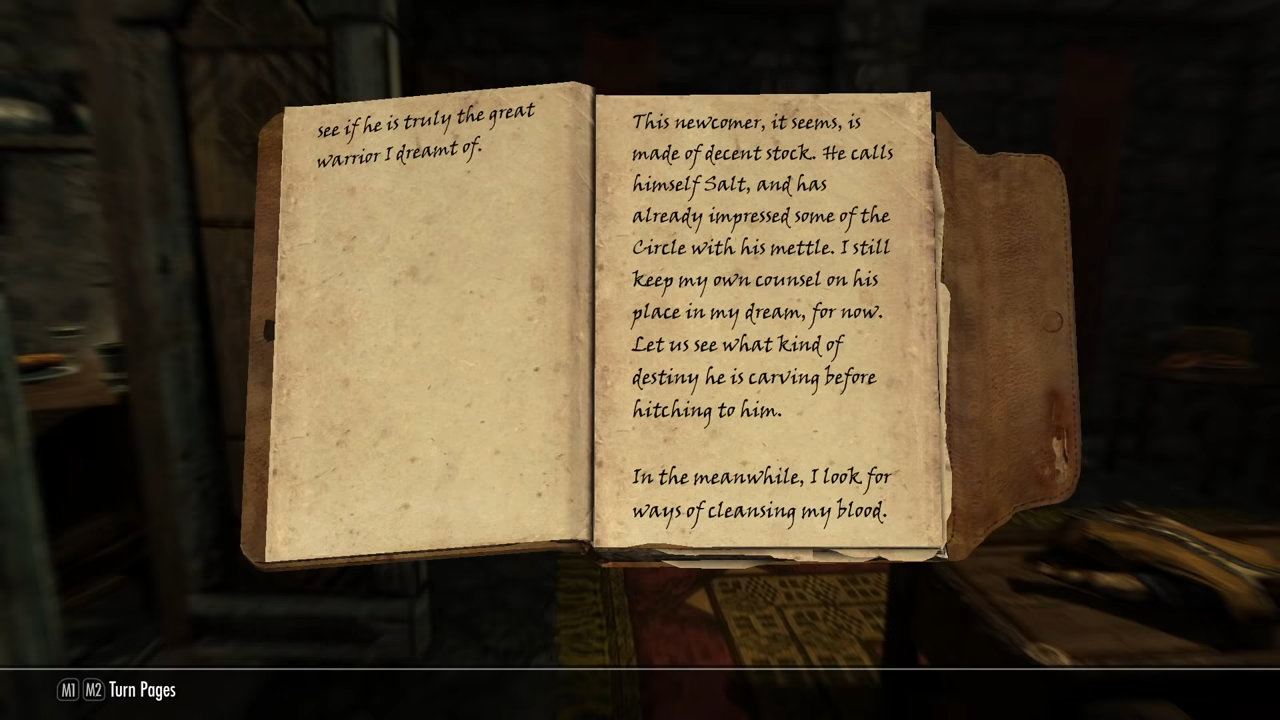 see if he is truly the great
warrior I dreamt of.
This newcomer, it seems, is
made of decent stock. He calls
himself Salt, and has
already impressed some of the
Circle with his mettle. I still
keep my own counsel on his
place in my dream, for now.
Let us see what kind of
destiny he is carving before
hitching to him.
In the meanwhile, I look for
ways of cleansing my blood.
M1 M2 Turn Pages